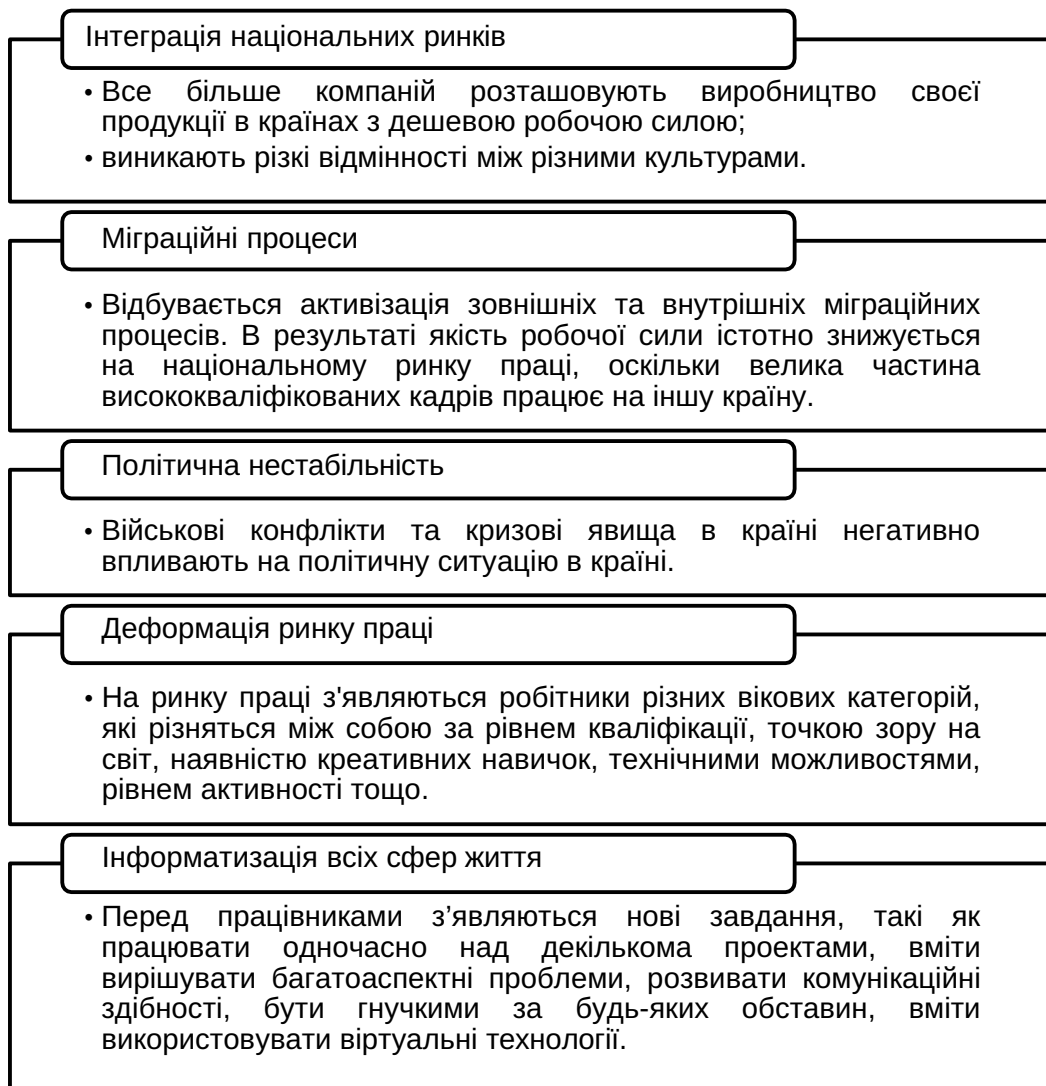 Інтеграція національних ринків
• Все більше компаній розташовують виробництво своєї
продукції в країнах з дешевою робочою силою;
• виникають різкі відмінності між різними культурами.
Міграційні процеси
• Відбувається активізація зовнішніх та внутрішніх міграційних
процесів. В результаті якість робочої сили істотно знижується
на національному ринку праці, оскільки велика частина
висококваліфікованих кадрів працює на іншу країну.
Політична нестабільність
• Військові конфлікти та кризові явища в країні негативно
впливають на політичну ситуацію в країні.
Деформація ринку праці
• На ринку праці з'являються робітники різних вікових категорій,
які різняться між собою за рівнем кваліфікації, точкою зору на
світ, наявністю креативних навичок, технічними можливостями,
рівнем активності тощо.
Інформатизація всіх сфер життя
• Перед працівниками з’являються нові завдання, такі як
працювати одночасно над декількома проектами, вміти
вирішувати багатоаспектні проблеми, розвивати комунікаційні
здібності, бути гнучкими за будь-яких обставин, вміти
використовувати віртуальні технології.